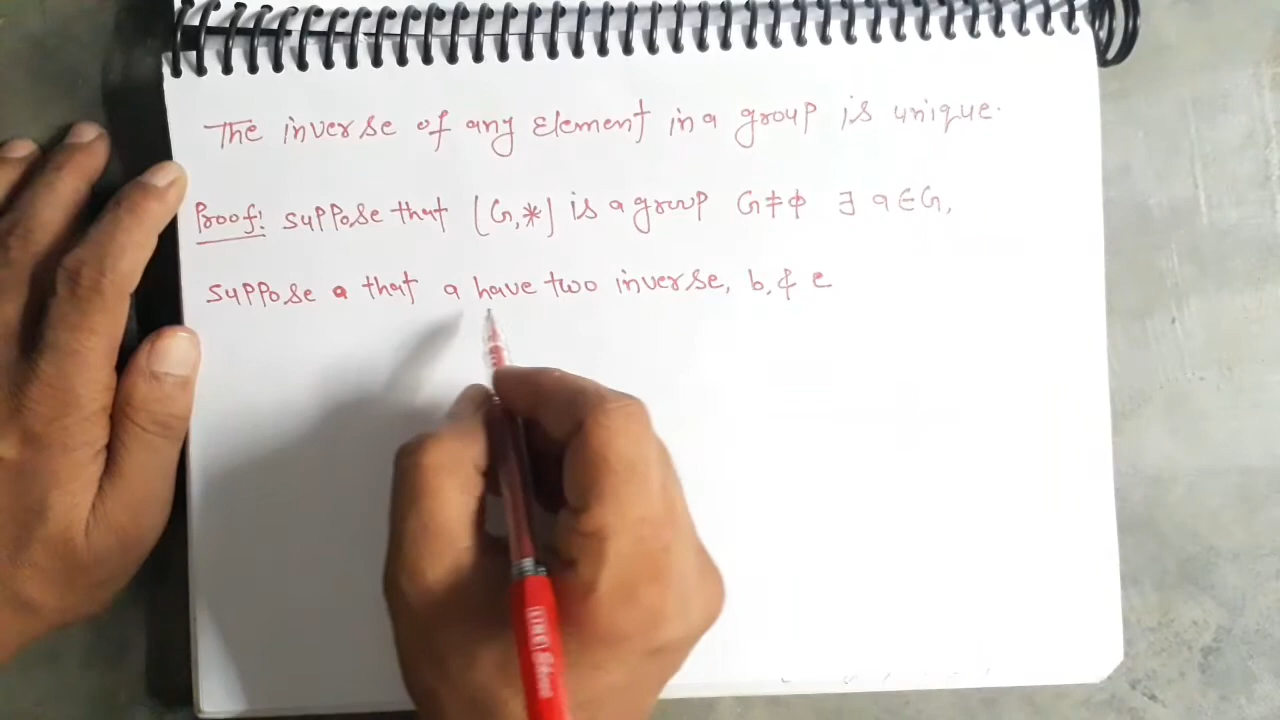 The inverse of any Element in a group is unique.
Proof: suppose that (G,*) is a group G≠ϕ ∃ a∈G,
suppose a that a have two inverse, b, & c